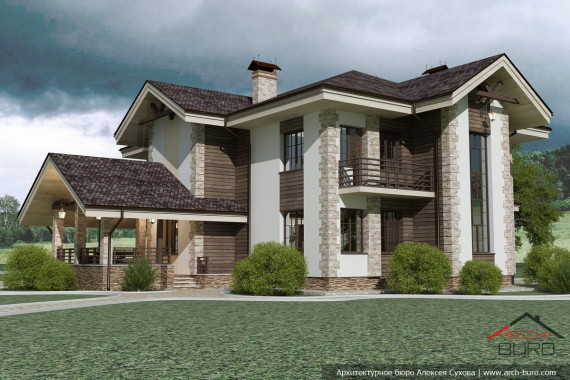 ARCH
BURO
Архитектурное бюро Алексея Сухова | www.arch-buro.com